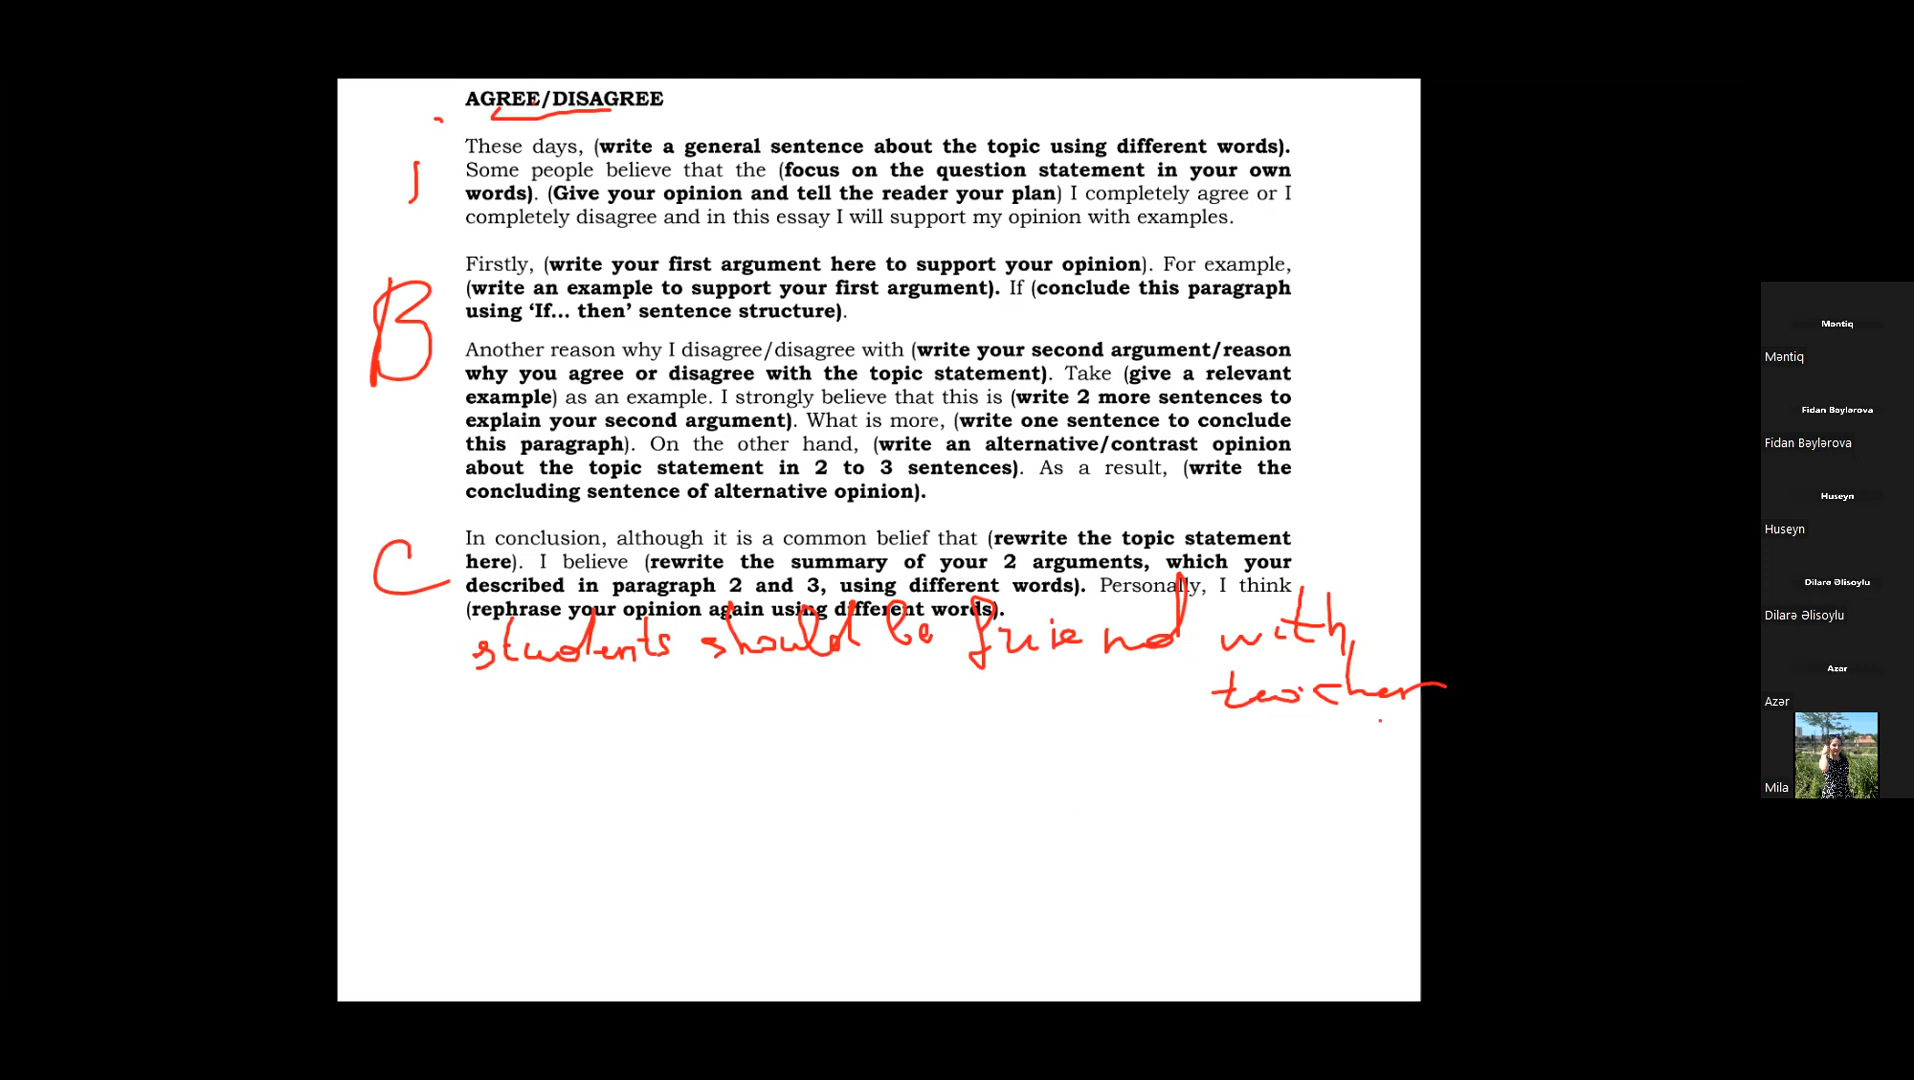 AGREE/DISAGREE
These days, (write a general sentence about the topic using different words).
Some people believe that the (focus on the question statement in your own
words). (Give your opinion and tell the reader your plan) I completely agree or I
completely disagree and in this essay I will support my opinion with examples.
Firstly, (write your first argument here to support your opinion). For example,
(write an example to support your first argument). If (conclude this paragraph
using ‘If... then’ sentence structure).
B
Another reason why I disagree/disagree with (write your second argument/reason
why you agree or disagree with the topic statement). Take (give a relevant
example) as an example. I strongly believe that this is (write 2 more sentences to
explain your second argument). What is more, (write one sentence to conclude
this paragraph). On the other hand, (write an alternative/contrast opinion
about the topic statement in 2 to 3 sentences). As a result, (write the
concluding sentence of alternative opinion).
C
In conclusion, although it is a common belief that (rewrite the topic statement
here). I believe (rewrite the summary of your 2 arguments, which your
described in paragraph 2 and 3, using different words). Personally, I think
(rephrase your opinion again using different words).
students should be friend with
teacher
Məntiq
Məntiq
Fidan Bəylərova
Fidan Bəylərova
Huseyn
Huseyn
Dilarə Əlisoylu
Dilarə Əlisoylu
Azər
Azər
Mila